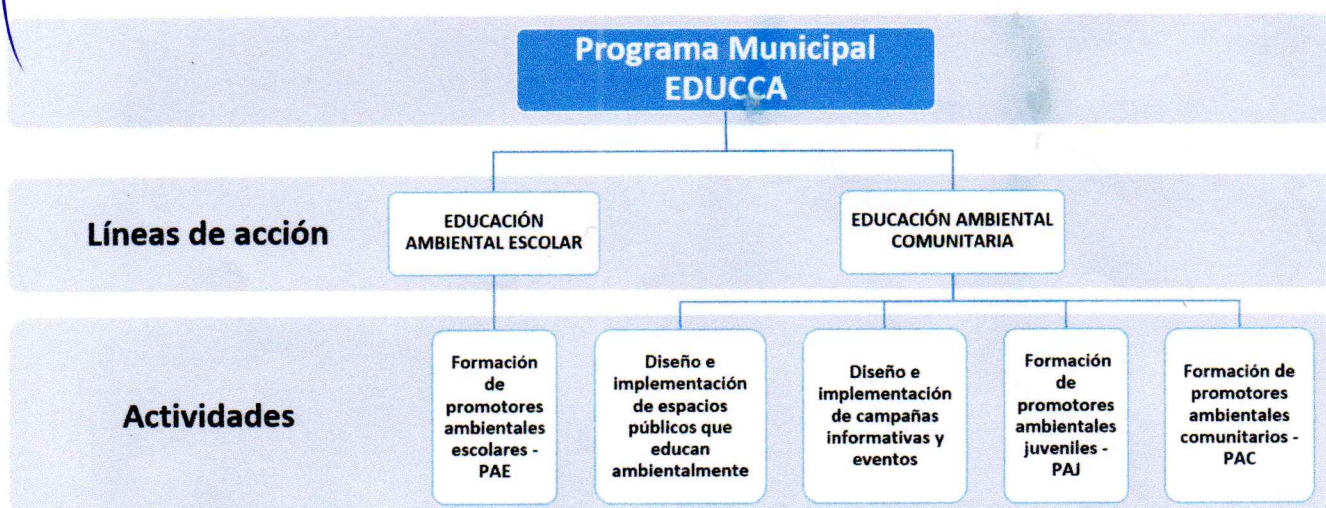 Programa Municipal
EDUCCA
Líneas de acción
EDUCACIÓN
AMBIENTAL ESCOLAR
EDUCACIÓN AMBIENTAL
COMUNITARIA
Actividades
Formación
de
promotores
ambientales
escolares -
PAE
Diseño e
implementación
de espacios
públicos que
educan
ambientalmente
Diseño e
implementación
de campañas
informativas y
eventos
Formación
de
promotores
ambientales
juveniles -
PAJ
Formación de
promotores
ambientales
comunitarios -
PAC